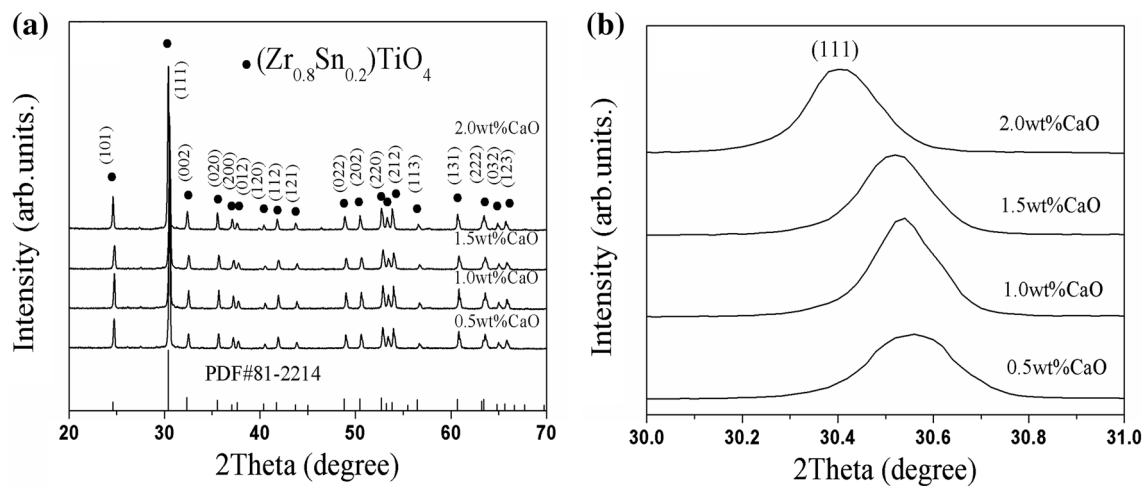 (a)
Intensity (arb.units.)
• (Zr0.8Sn0.2)TiO4
2.0wt%CaO
(101)
(111)
(002)
(020)
(200)
(012)
(120)
(112)
(121)
(022)
(202)
(220)
(212)
(113)
(131)
(222)
(032)
(123)
1.5wt%CaO
1.0wt%CaO
0.5wt%CaO
PDF#81-2214
20 30 40 50 60 70
2Theta (degree)
(b)
Intensity (arb.units.)
(111)
2.0wt%CaO
1.5wt%CaO
1.0wt%CaO
0.5wt%CaO
30.0 30.2 30.4 30.6 30.8 31.0
2Theta (degree)